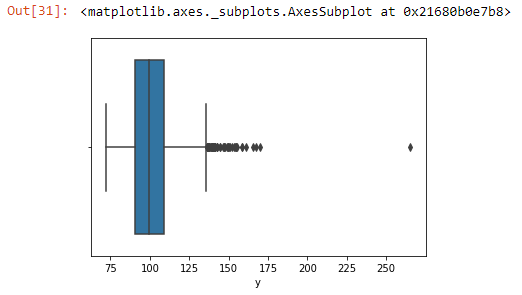 Out[31]: <matplotlib.axes._subplots.AxesSubplot at 0x21680b0e7b8>
75 100 125 150 175 200 225 250
y